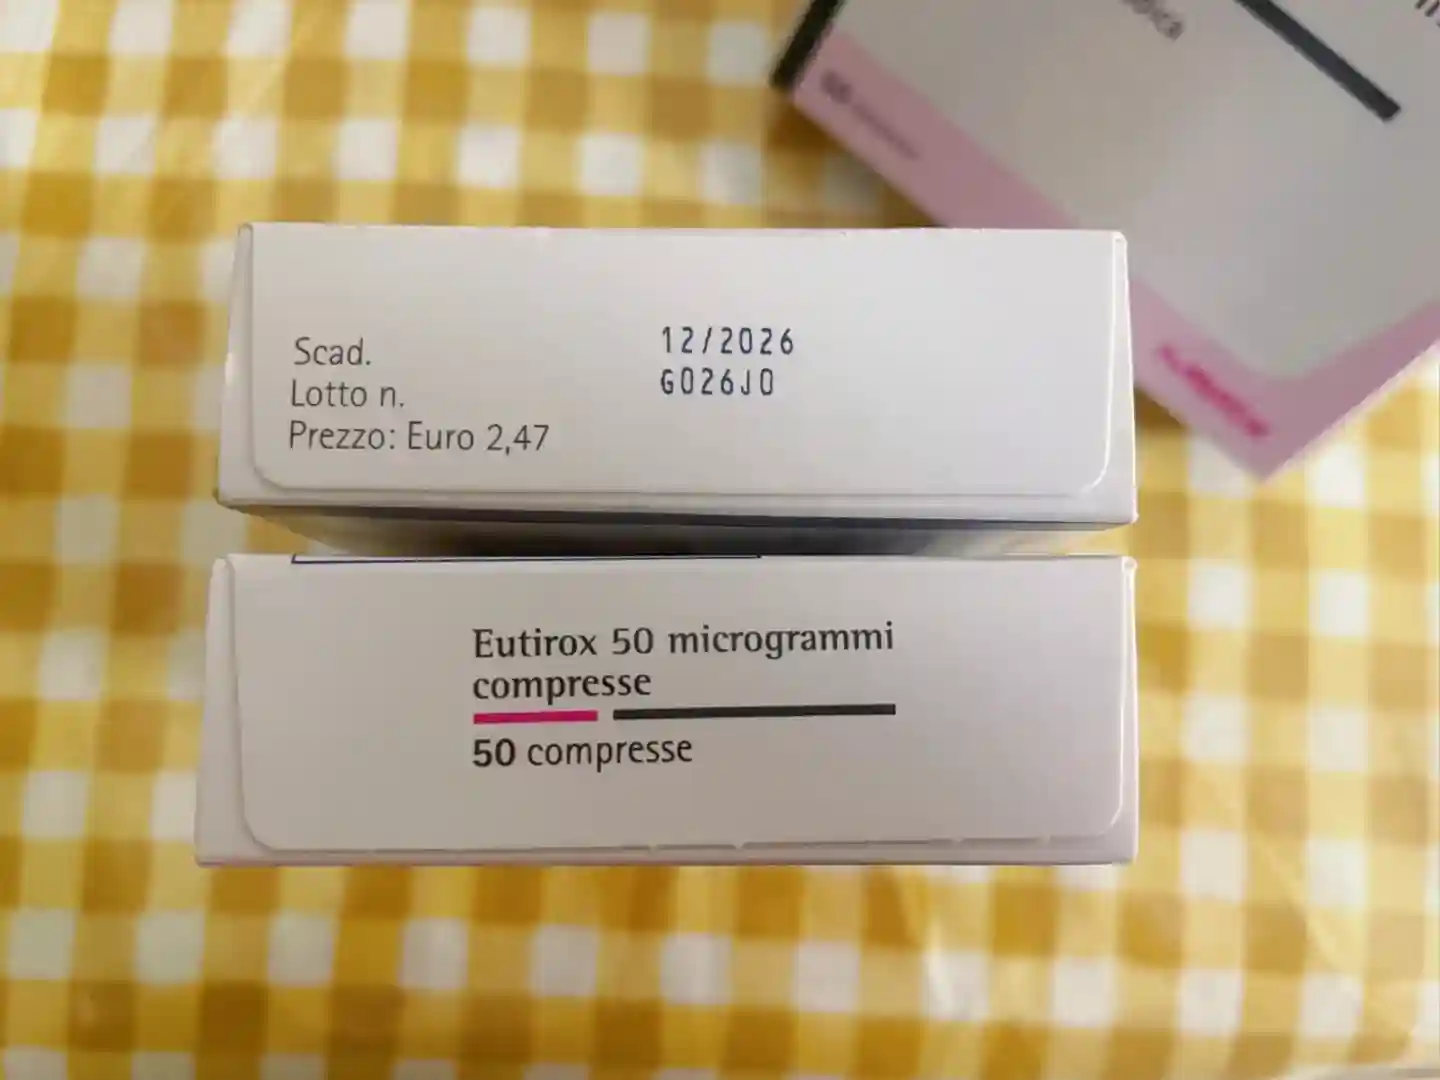 Scad. 12/2026
Lotto n. G026J0
Prezzo: Euro 2,47
Eutirox 50 microgrammi
compresse
50 compresse